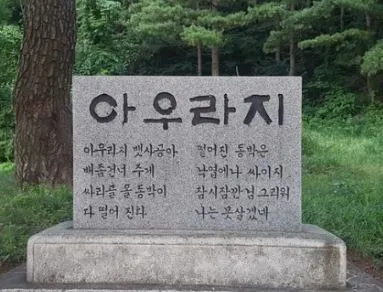 아우라지
아우라지 뱃사공아
배좀건너 주게
싸리골 올동박이
다 떨어 진다
떨어진 동박은
낙엽에나 싸이지
잠시잠깐 님그리워
나는 못살겠네